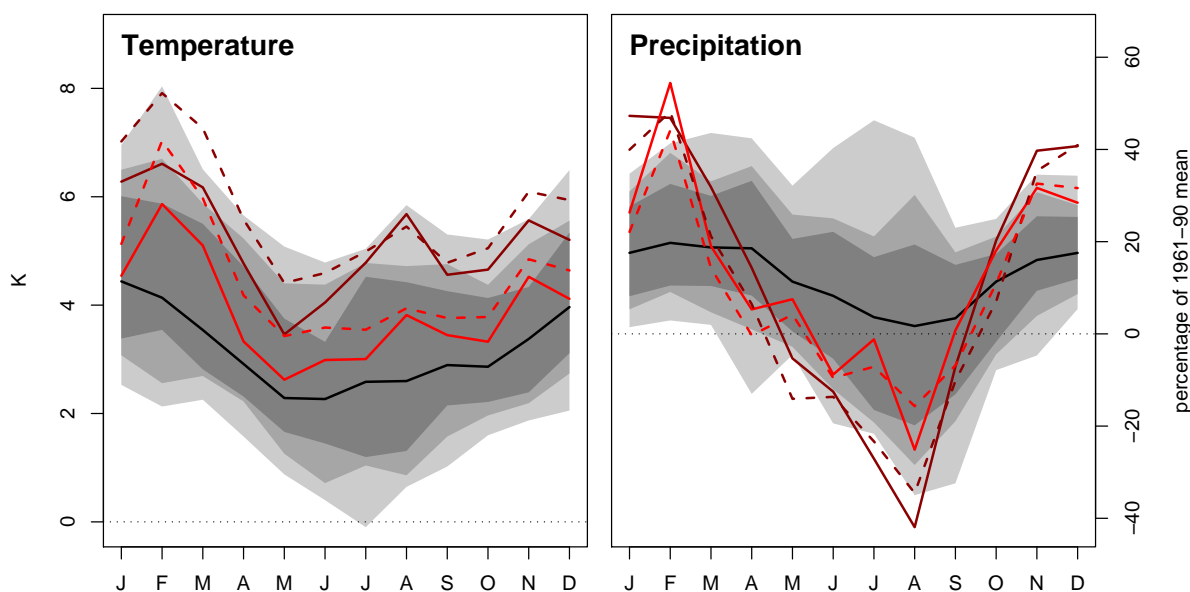 Temperature
Precipitation
K
8
6
4
2
0
J F M A M J J A S O N D
J F M A M J J A S O N D
60
40
20
0
−20
−40
percentage of 1961−90 mean